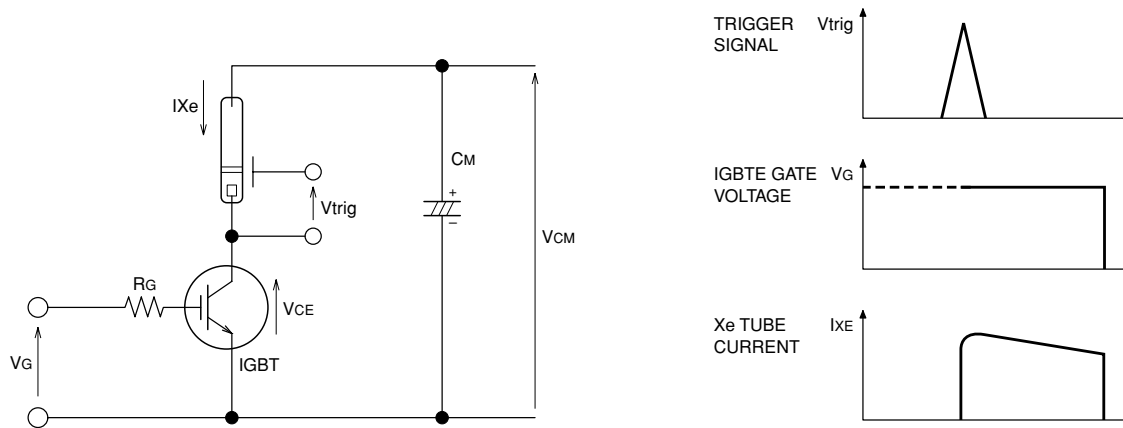 IXe
CM
+
–
Vtrig
VCM
RG
VCE
VG
IGBT
TRIGGER
SIGNAL
Vtrig
IGBTE GATE
VOLTAGE
VG
Xe TUBE
CURRENT
IXE